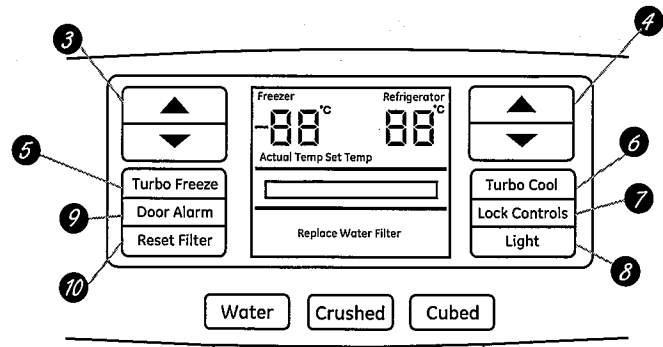 3
4
Freezer Refrigerator
-88°C 88°C
Actual Temp Set Temp
5
6
Turbo Freeze
Turbo Cool
9
7
Door Alarm
Lock Controls
Reset Filter
Replace Water Filter
Light
10
8
Water Crushed Cubed